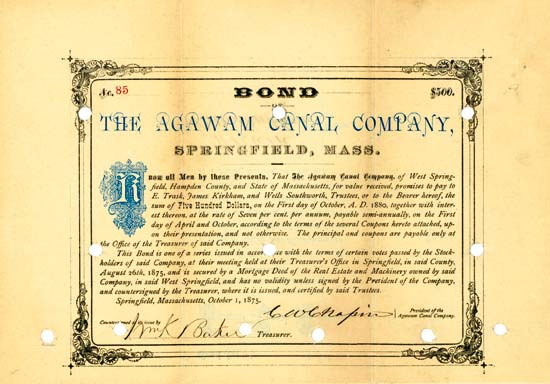 No. 85
BOND
$500.
OF
THE AGAWAM CANAL COMPANY,
SPRINGFIELD, MASS.
Know all Men by these Presents, That The Agawam Canal Company, of West Spring-
field, Hampden County, and State of Massachusetts, for value received, promises to pay to
E. Trask, James Kirkham, and Wells Southworth, Trustees, or to the Bearer hereof, the
sum of Five Hundred Dollars, on the First day of October, A. D. 1880, together with inter-
est thereon, at the rate of Seven per cent. per annum, payable semi-annually, on the First
day of April and October, according to the terms of the several Coupons hereto attached, up-
on their presentation, and not otherwise. The principal and coupons are payable only at
the Office of the Treasurer of said Company.
This Bond is one of a series issued in accordance with the terms of certain votes passed by the Stock-
holders of said Company, at their meeting held at their Treasurer's Office in Springfield, in said County,
August 26th, 1875, and is secured by a Mortgage Deed of the Real Estate and Machinery owned by said
Company, in said West Springfield, and has no validity unless signed by the President of the Company,
and countersigned by the Treasurer, where it is issued, and certified by said Trustees.
Springfield, Massachusetts, October 1, 1875.
C W Chapin
President of the
Agawam Canal Company.
Countersigned and issued by
Wm K Baker
Treasurer.